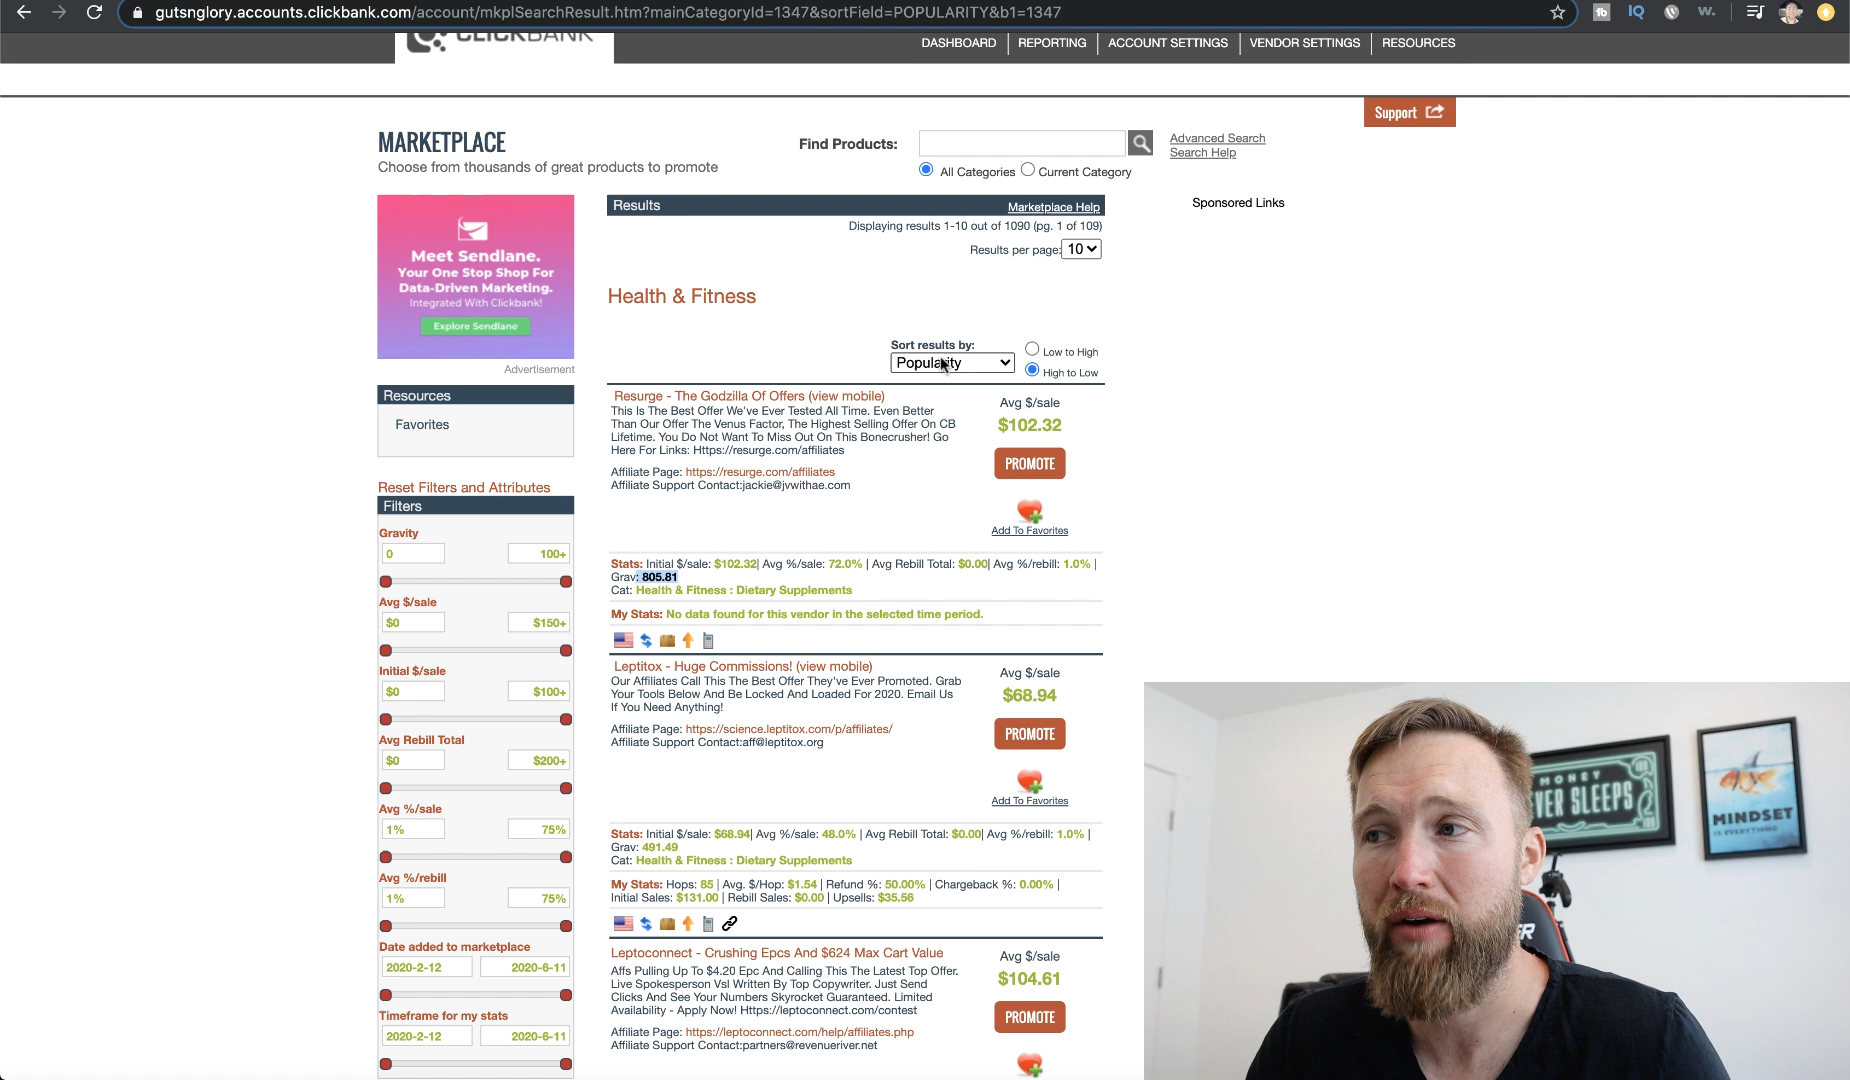 gutsnglory.accounts.clickbank.com/account/mkplSearchResult.htm?mainCategoryId=1347&sortField=POPULARITY&b1=1347
CLICKBANK
DASHBOARD
REPORTING
ACCOUNT SETTINGS
VENDOR SETTINGS
RESOURCES
Support
MARKETPLACE
Choose from thousands of great products to promote
Find Products:
Advanced Search
Search Help
All Categories
Current Category
Meet Sendlane.
Your One Stop Shop For
Data-Driven Marketing.
Integrated With Clickbank!
Explore Sendlane
Advertisement
Resources
Favorites
Reset Filters and Attributes
Filters
Gravity
0
100+
Avg $/sale
$0
$150+
Initial $/sale
$0
$100+
Avg Rebill Total
$0
$200+
Avg %/sale
1%
75%
Avg %/rebill
1%
75%
Date added to marketplace
2020-2-12
2020-6-11
Timeframe for my stats
2020-2-12
2020-6-11
Results
Marketplace Help
Displaying results 1-10 out of 1090 (pg. 1 of 109)
Results per page: 10
Health & Fitness
Sort results by:
Popularity
Low to High
High to Low
Resurge - The Godzilla Of Offers (view mobile)
This Is The Best Offer We've Ever Tested All Time. Even Better
Than Our Offer The Venus Factor, The Highest Selling Offer On CB
Lifetime. You Do Not Want To Miss Out On This Bonecrusher! Go
Here For Links: Https://resurge.com/affiliates
Affiliate Page: https://resurge.com/affiliates
Affiliate Support Contact:jackie@jvwithae.com
Avg $/sale
$102.32
PROMOTE
Add To Favorites
Stats: Initial $/sale: $102.32| Avg %/sale: 72.0% | Avg Rebill Total: $0.00| Avg %/rebill: 1.0% |
Grav: 805.81
Cat: Health & Fitness : Dietary Supplements
My Stats: No data found for this vendor in the selected time period.
Leptitox - Huge Commissions! (view mobile)
Our Affiliates Call This The Best Offer They've Ever Promoted. Grab
Your Tools Below And Be Locked And Loaded For 2020. Email Us
If You Need Anything!
Affiliate Page: https://science.leptitox.com/p/affiliates/
Affiliate Support Contact:aff@leptitox.org
Avg $/sale
$68.94
PROMOTE
Add To Favorites
Stats: Initial $/sale: $68.94| Avg %/sale: 48.0% | Avg Rebill Total: $0.00| Avg %/rebill: 1.0% |
Grav: 491.49
Cat: Health & Fitness : Dietary Supplements
My Stats: Hops: 85 | Avg. $/Hop: $1.54 | Refund %: 50.00% | Chargeback %: 0.00% |
Initial Sales: $131.00 | Rebill Sales: $0.00 | Upsells: $35.56
Leptoconnect - Crushing Epcs And $624 Max Cart Value
Affs Pulling Up To $4.20 Epc And Calling This The Latest Top Offer.
Live Spokesperson Vsl Written By Top Copywriter. Just Send
Clicks And See Your Numbers Skyrocket Guaranteed. Limited
Availability - Apply Now! Https://leptoconnect.com/contest
Affiliate Page: https://leptoconnect.com/help/affiliates.php
Affiliate Support Contact:partners@revenueriver.net
Avg $/sale
$104.61
PROMOTE
Sponsored Links
MONEY
EVER SLEEPS
MINDSET
IS EVERYTHING